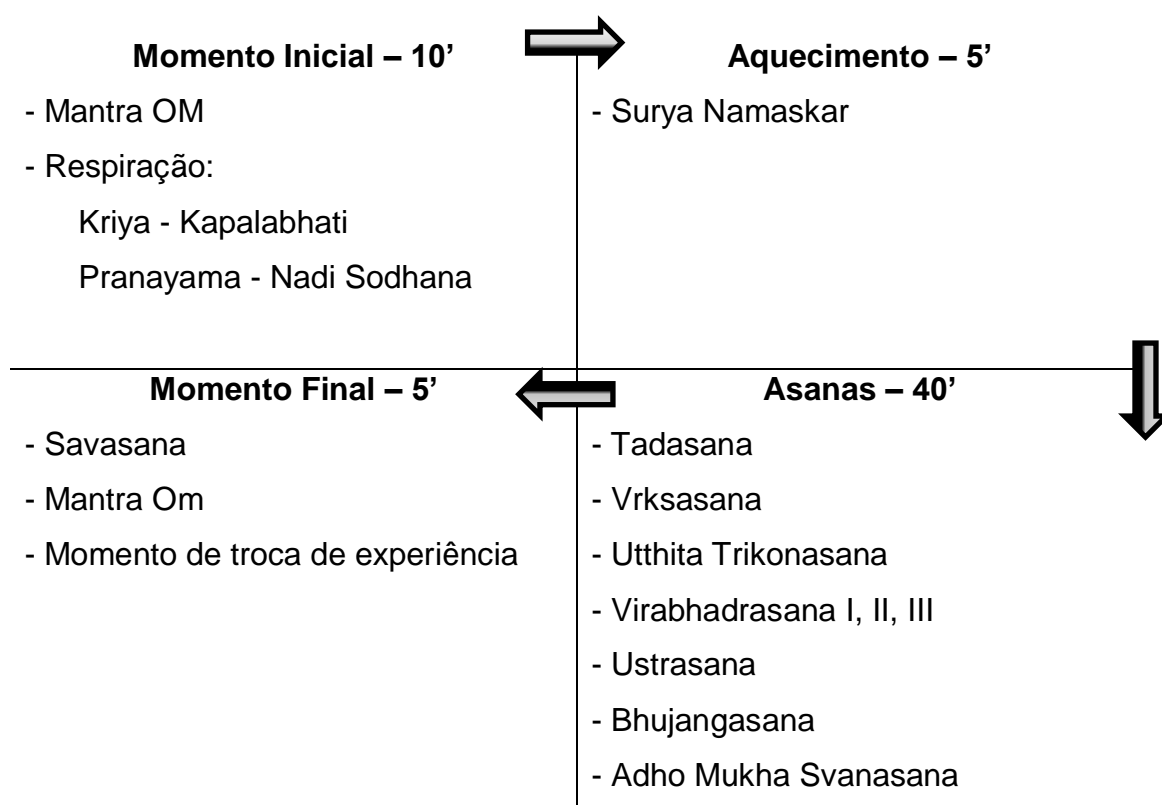 Momento Inicial – 10’
- Mantra OM
- Respiração:
Kriya - Kapalabhati
Pranayama - Nadi Sodhana
Aquecimento – 5’
- Surya Namaskar
Asanas – 40’
- Tadasana
- Vrksasana
- Utthita Trikonasana
- Virabhadrasana I, II, III
- Ustrasana
- Bhujangasana
- Adho Mukha Svanasana
Momento Final – 5’
- Savasana
- Mantra Om
- Momento de troca de experiência